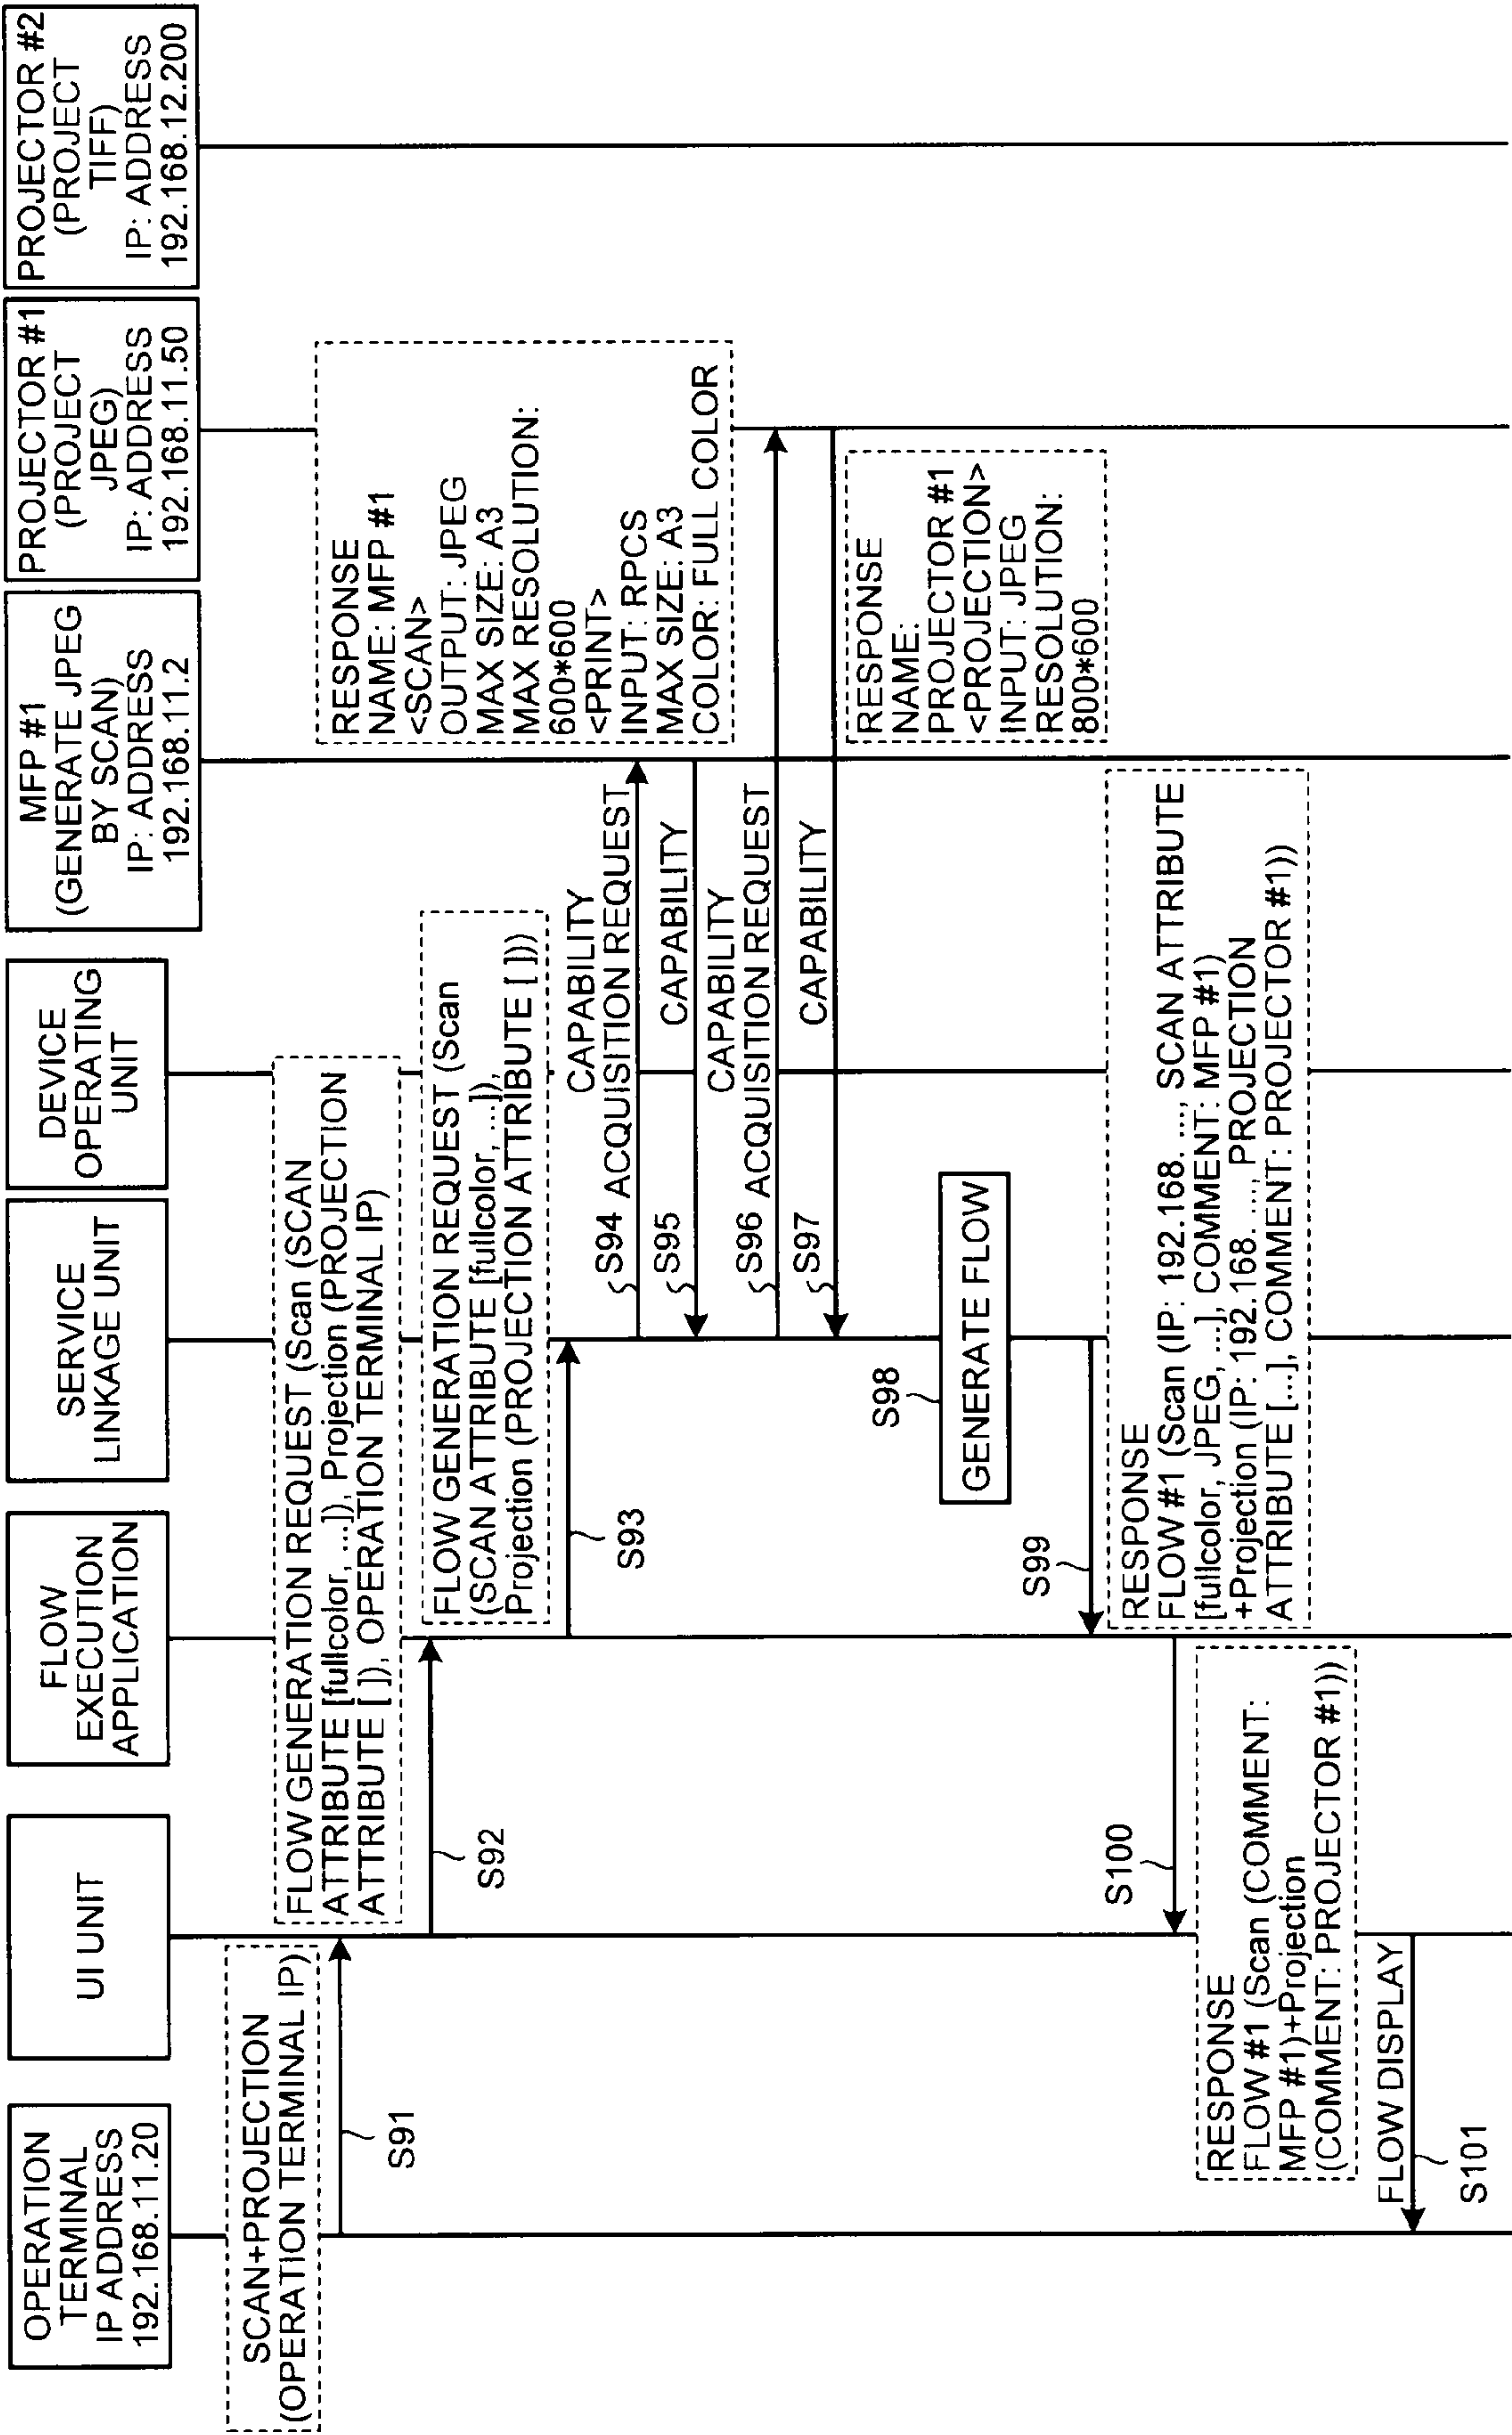 OPERATION
TERMINAL
IP ADDRESS
192.168.11.20
UI UNIT
FLOW
EXECUTION
APPLICATION
SERVICE
LINKAGE UNIT
DEVICE
OPERATING
UNIT
MFP #1
(GENERATE JPEG
BY SCAN)
IP: ADDRESS
192.168.11.2
PROJECTOR #1
(PROJECT
JPEG)
IP: ADDRESS
192.168.11.50
PROJECTOR #2
(PROJECT
TIFF)
IP: ADDRESS
192.168.12.200
SCAN+PROJECTION
(OPERATION TERMINAL IP)
S91
FLOW GENERATION REQUEST (Scan (SCAN
ATTRIBUTE [fullcolor, ...]), Projection (PROJECTION
ATTRIBUTE [ ]), OPERATION TERMINAL IP)
S92
FLOW GENERATION REQUEST (Scan
(SCAN ATTRIBUTE [fullcolor, ...]),
Projection (PROJECTION ATTRIBUTE [ ]))
S93
CAPABILITY
S94 ACQUISITION REQUEST
RESPONSE
NAME: MFP #1
<SCAN>
OUTPUT: JPEG
MAX SIZE: A3
MAX RESOLUTION:
600*600
<PRINT>
INPUT: RPCS
MAX SIZE: A3
COLOR: FULL COLOR
S95 CAPABILITY
CAPABILITY
S96 ACQUISITION REQUEST
S97 CAPABILITY
RESPONSE
NAME:
PROJECTOR #1
<PROJECTION>
INPUT: JPEG
RESOLUTION:
800*600
S98
GENERATE FLOW
S99
RESPONSE
FLOW #1 (Scan (IP: 192.168. ..., SCAN ATTRIBUTE
[fullcolor, JPEG, ...], COMMENT: MFP #1)
+Projection (IP: 192.168. ..., PROJECTION
ATTRIBUTE [...], COMMENT: PROJECTOR #1))
S100
RESPONSE
FLOW #1 (Scan (COMMENT:
MFP #1)+Projection
(COMMENT: PROJECTOR #1))
FLOW DISPLAY
S101